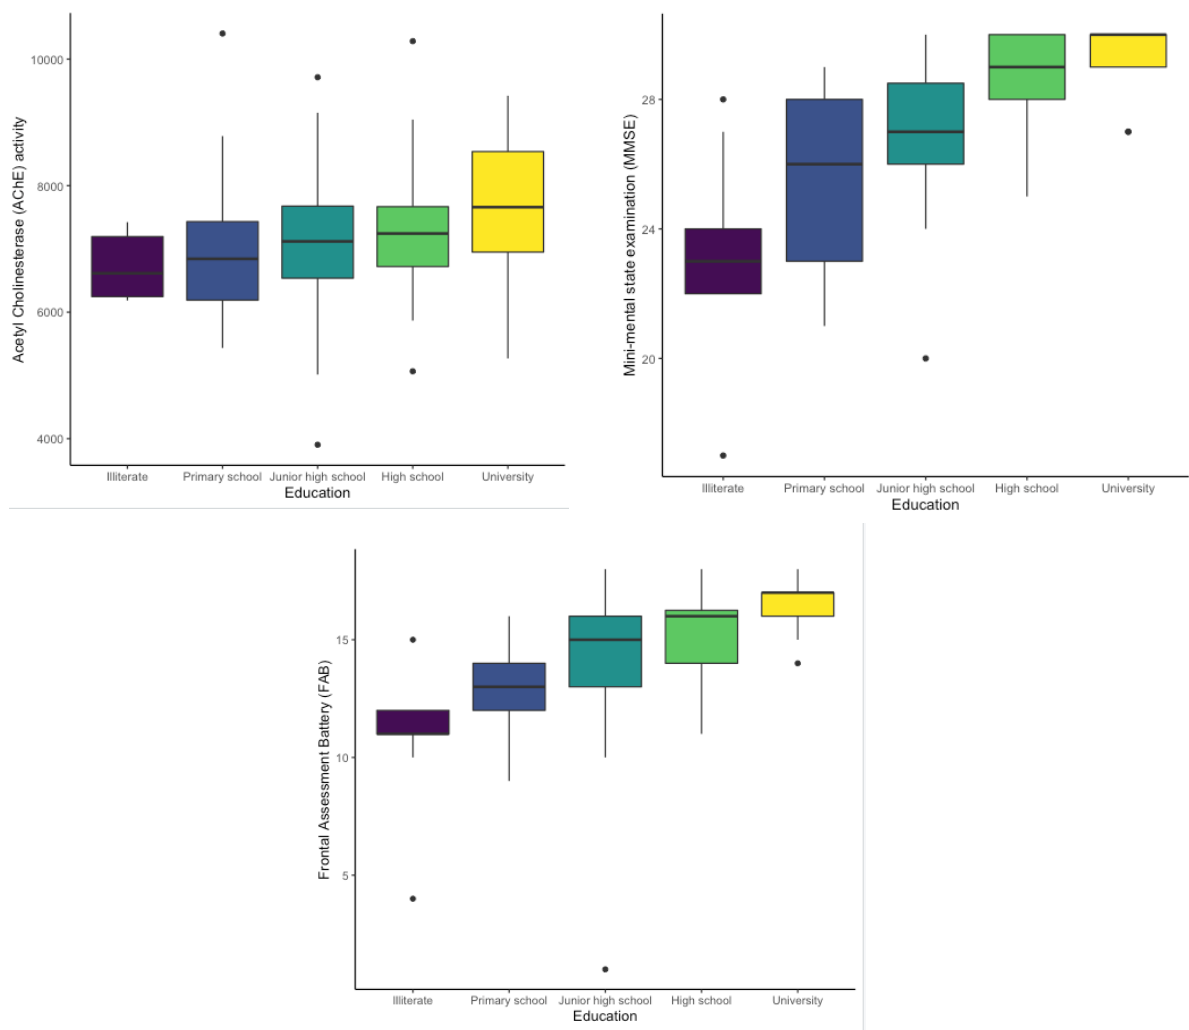 Acetyl Cholinesterase (AChE) activity
10000
8000
6000
4000
Illiterate Primary school Junior high school High school University
Education
Mini-mental state examination (MMSE)
28
24
20
Illiterate Primary school Junior high school High school University
Education
Frontal Assessment Battery (FAB)
15
10
5
Illiterate Primary school Junior high school High school University
Education